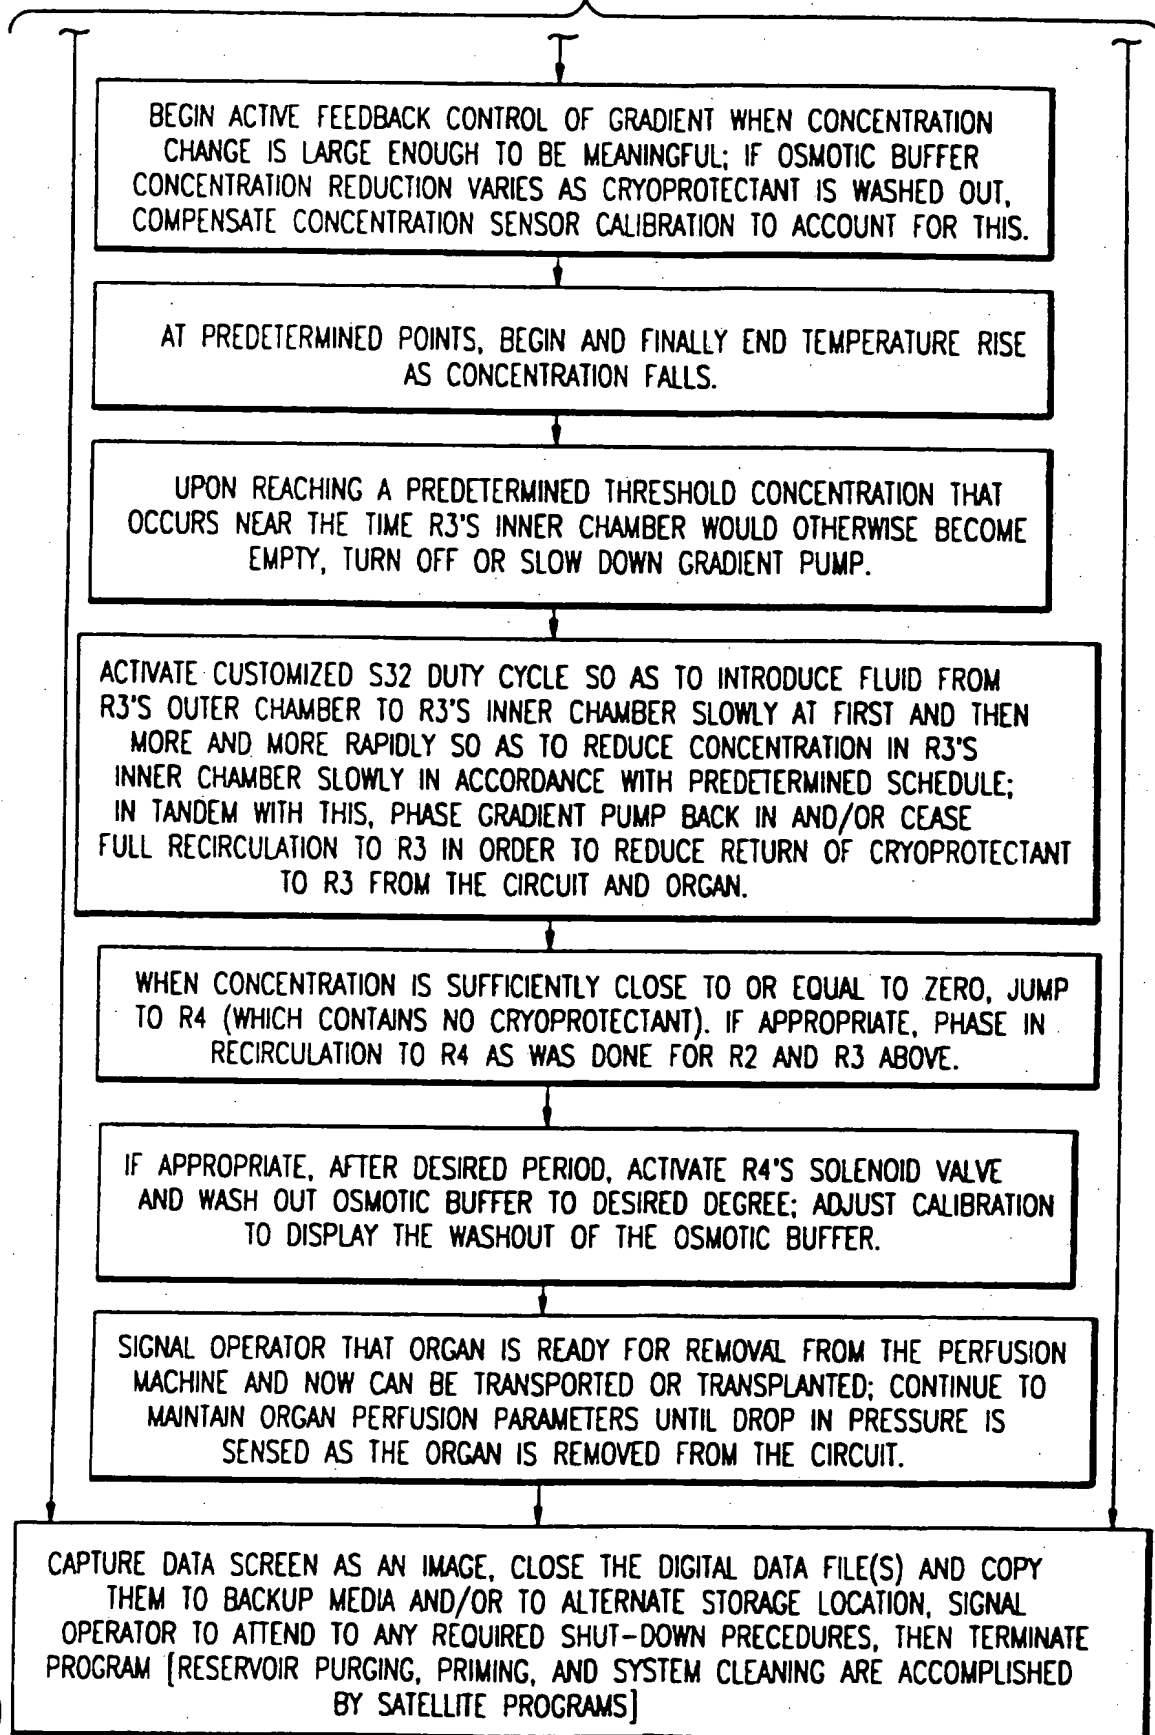 BEGIN ACTIVE FEEDBACK CONTROL OF GRADIENT WHEN CONCENTRATION
CHANGE IS LARGE ENOUGH TO BE MEANINGFUL; IF OSMOTIC BUFFER
CONCENTRATION REDUCTION VARIES AS CRYOPROTECTANT IS WASHED OUT,
COMPENSATE CONCENTRATION SENSOR CALIBRATION TO ACCOUNT FOR THIS.
AT PREDETERMINED POINTS, BEGIN AND FINALLY END TEMPERATURE RISE
AS CONCENTRATION FALLS.
UPON REACHING A PREDETERMINED THRESHOLD CONCENTRATION THAT
OCCURS NEAR THE TIME R3'S INNER CHAMBER WOULD OTHERWISE BECOME
EMPTY, TURN OFF OR SLOW DOWN GRADIENT PUMP.
ACTIVATE CUSTOMIZED S32 DUTY CYCLE SO AS TO INTRODUCE FLUID FROM
R3'S OUTER CHAMBER TO R3'S INNER CHAMBER SLOWLY AT FIRST AND THEN
MORE AND MORE RAPIDLY SO AS TO REDUCE CONCENTRATION IN R3'S
INNER CHAMBER SLOWLY IN ACCORDANCE WITH PREDETERMINED SCHEDULE;
IN TANDEM WITH THIS, PHASE GRADIENT PUMP BACK IN AND/OR CEASE
FULL RECIRCULATION TO R3 IN ORDER TO REDUCE RETURN OF CRYOPROTECTANT
TO R3 FROM THE CIRCUIT AND ORGAN.
WHEN CONCENTRATION IS SUFFICIENTLY CLOSE TO OR EQUAL TO ZERO, JUMP
TO R4 (WHICH CONTAINS NO CRYOPROTECTANT). IF APPROPRIATE, PHASE IN
RECIRCULATION TO R4 AS WAS DONE FOR R2 AND R3 ABOVE.
IF APPROPRIATE, AFTER DESIRED PERIOD, ACTIVATE R4'S SOLENOID VALVE
AND WASH OUT OSMOTIC BUFFER TO DESIRED DEGREE; ADJUST CALIBRATION
TO DISPLAY THE WASHOUT OF THE OSMOTIC BUFFER.
SIGNAL OPERATOR THAT ORGAN IS READY FOR REMOVAL FROM THE PERFUSION
MACHINE AND NOW CAN BE TRANSPORTED OR TRANSPLANTED; CONTINUE TO
MAINTAIN ORGAN PERFUSION PARAMETERS UNTIL DROP IN PRESSURE IS
SENSED AS THE ORGAN IS REMOVED FROM THE CIRCUIT.
CAPTURE DATA SCREEN AS AN IMAGE, CLOSE THE DIGITAL DATA FILE(S) AND COPY
THEM TO BACKUP MEDIA AND/OR TO ALTERNATE STORAGE LOCATION, SIGNAL
OPERATOR TO ATTEND TO ANY REQUIRED SHUT-DOWN PRECEDURES, THEN TERMINATE
PROGRAM [RESERVOIR PURGING, PRIMING, AND SYSTEM CLEANING ARE ACCOMPLISHED
BY SATELLITE PROGRAMS]